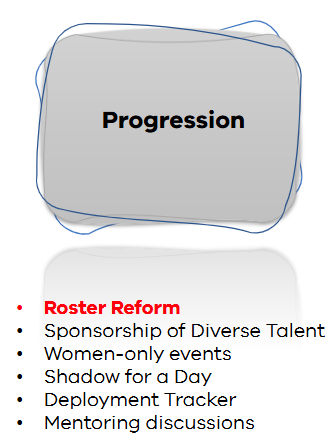 Progression
• Roster Reform
• Sponsorship of Diverse Talent
• Women-only events
• Shadow for a Day
• Deployment Tracker
• Mentoring discussions